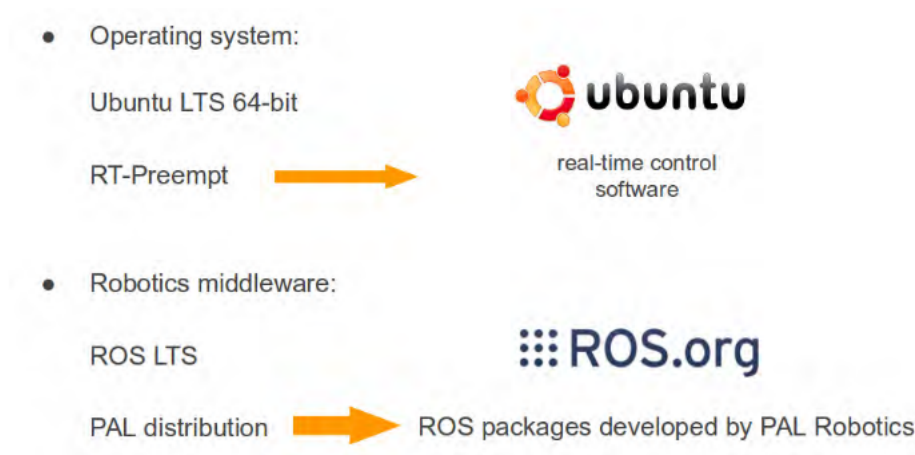 ● Operating system:
Ubuntu LTS 64-bit
ubuntu
RT-Preempt
real-time control
software
● Robotics middleware:
ROS LTS
ROS.org
PAL distribution
ROS packages developed by PAL Robotics